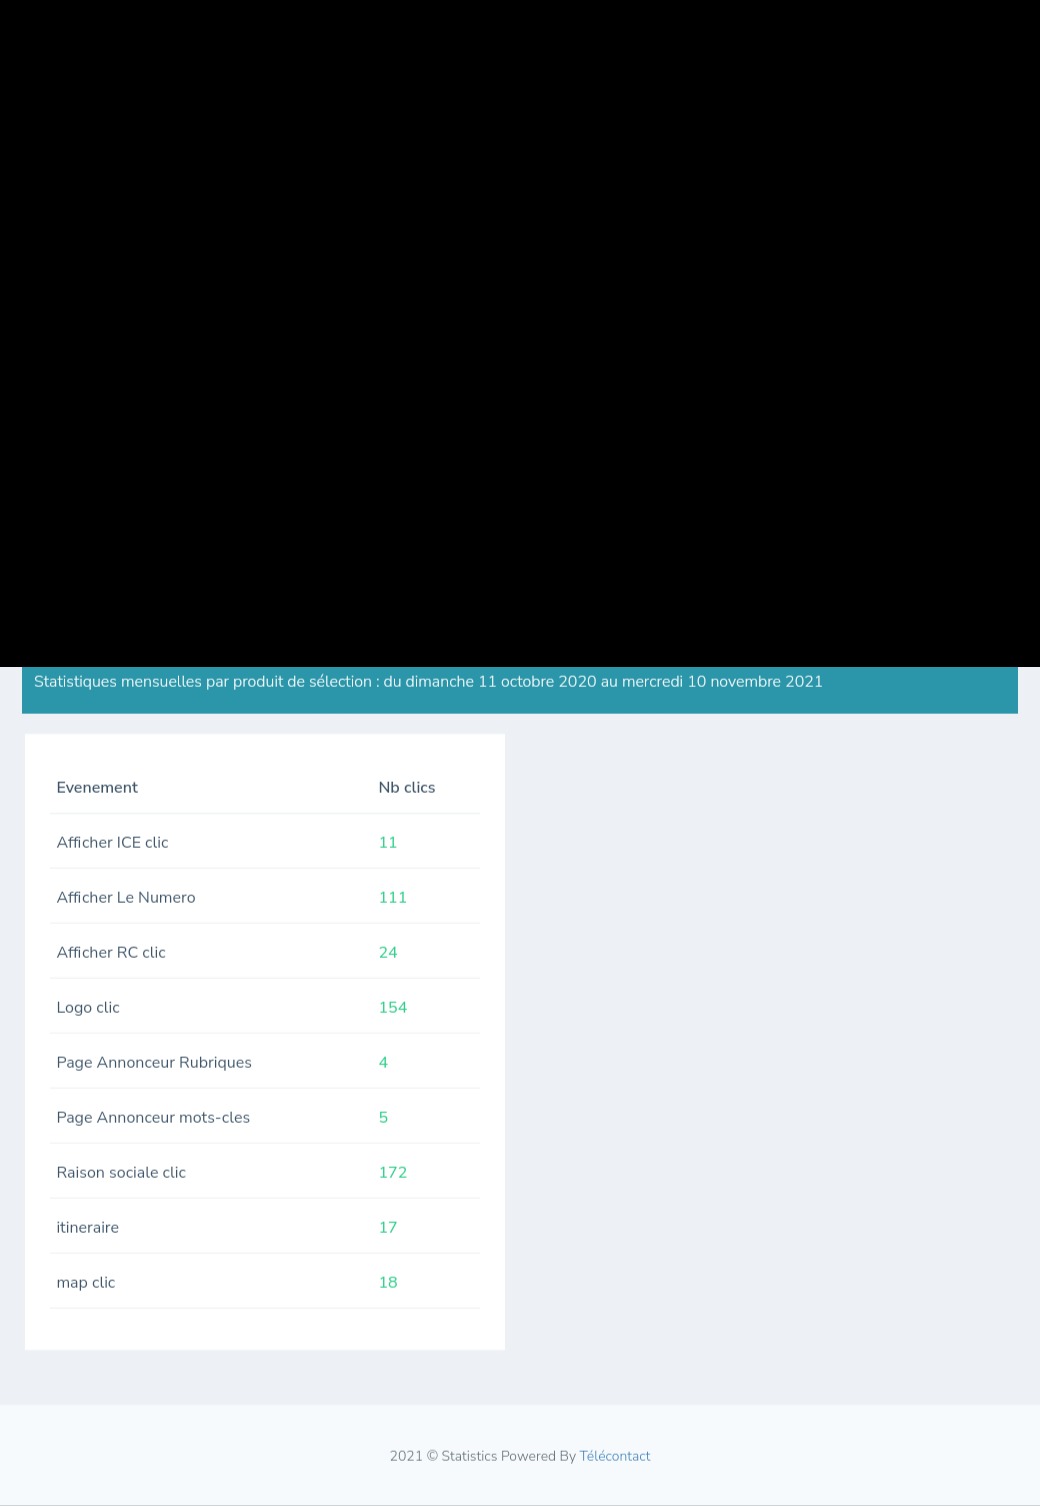 Statistiques mensuelles par produit de sélection : du dimanche 11 octobre 2020 au mercredi 10 novembre 2021
Evenement Nb clics
Afficher ICE clic 11
Afficher Le Numero 111
Afficher RC clic 24
Logo clic 154
Page Annonceur Rubriques 4
Page Annonceur mots-cles 5
Raison sociale clic 172
itineraire 17
map clic 18
2021 © Statistics Powered By Télécontact